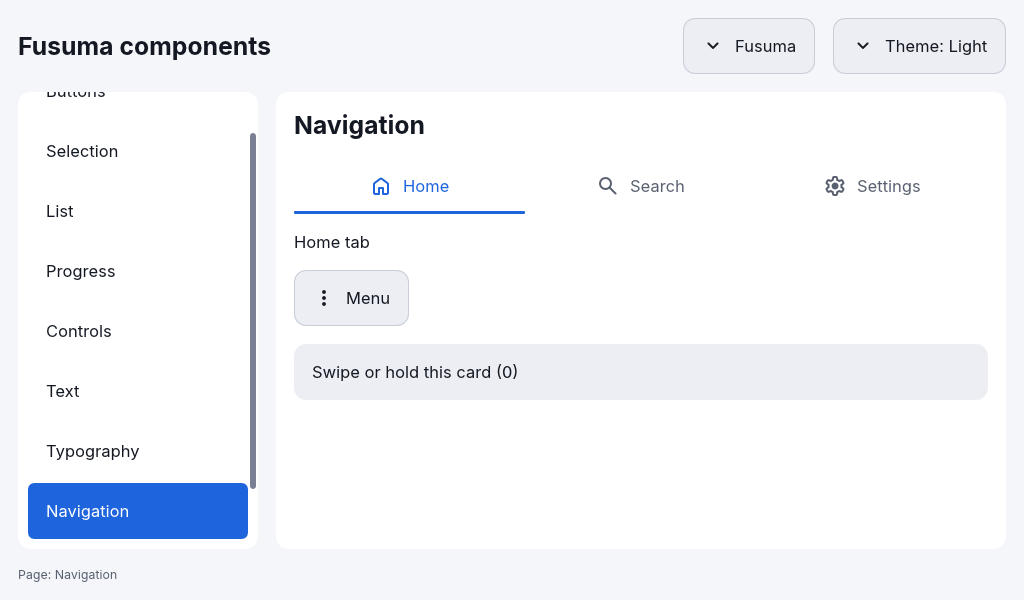 Fusuma components
Fusuma
Theme: Light
Buttons
Selection
List
Progress
Controls
Text
Typography
Navigation
Navigation
Home
Search
Settings
Home tab
Menu
Swipe or hold this card (0)
Page: Navigation